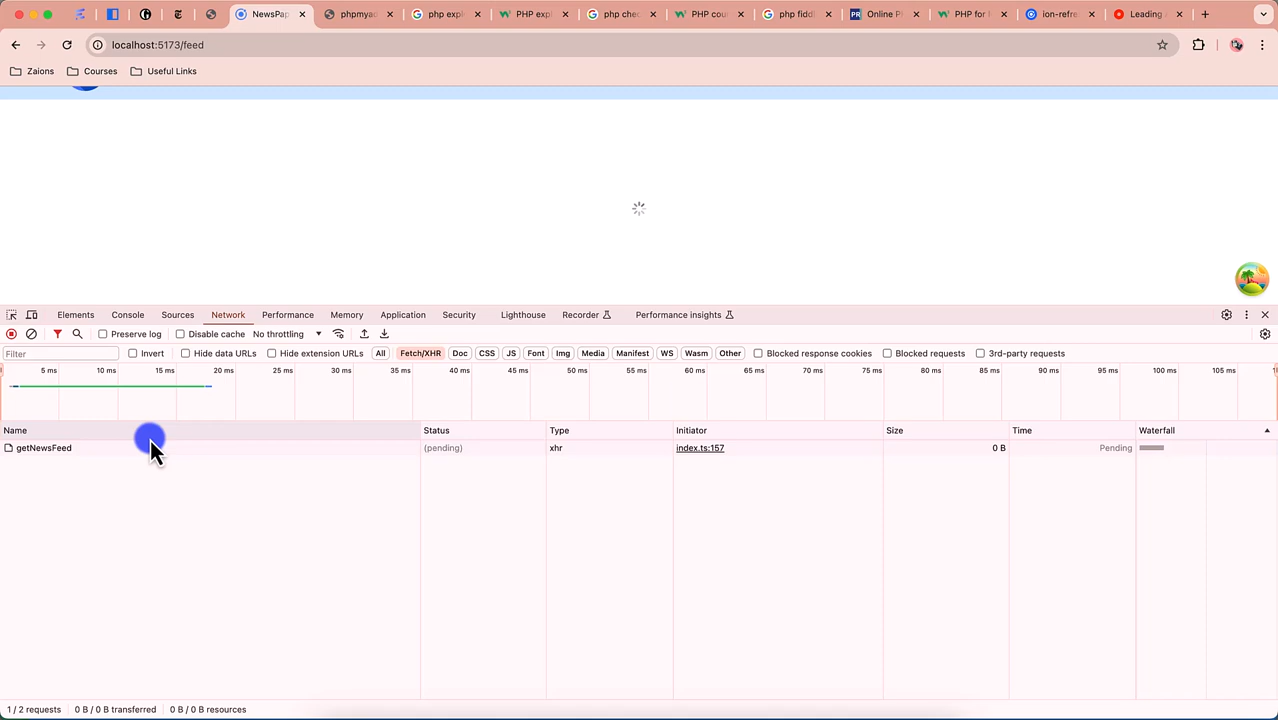 NewsPap
phpmyac
php expl
PHP expl
php chec
PHP cou
php fiddl
PR Online P
PHP for I
ion-refre
Leading
localhost:5173/feed
Zaions Courses Useful Links
Elements Console Sources Network Performance Memory Application Security Lighthouse Recorder Performance insights
Preserve log Disable cache No throttling
Filter Invert Hide data URLs Hide extension URLs All Fetch/XHR Doc CSS JS Font Img Media Manifest WS Wasm Other Blocked response cookies Blocked requests 3rd-party requests
5 ms 10 ms 15 ms 20 ms 25 ms 30 ms 35 ms 40 ms 45 ms 50 ms 55 ms 60 ms 65 ms 70 ms 75 ms 80 ms 85 ms 90 ms 95 ms 100 ms 105 ms
Name Status Type Initiator Size Time Waterfall
getNewsFeed (pending) xhr index.ts:157 0 B Pending
1 / 2 requests 0 B / 0 B transferred 0 B / 0 B resources